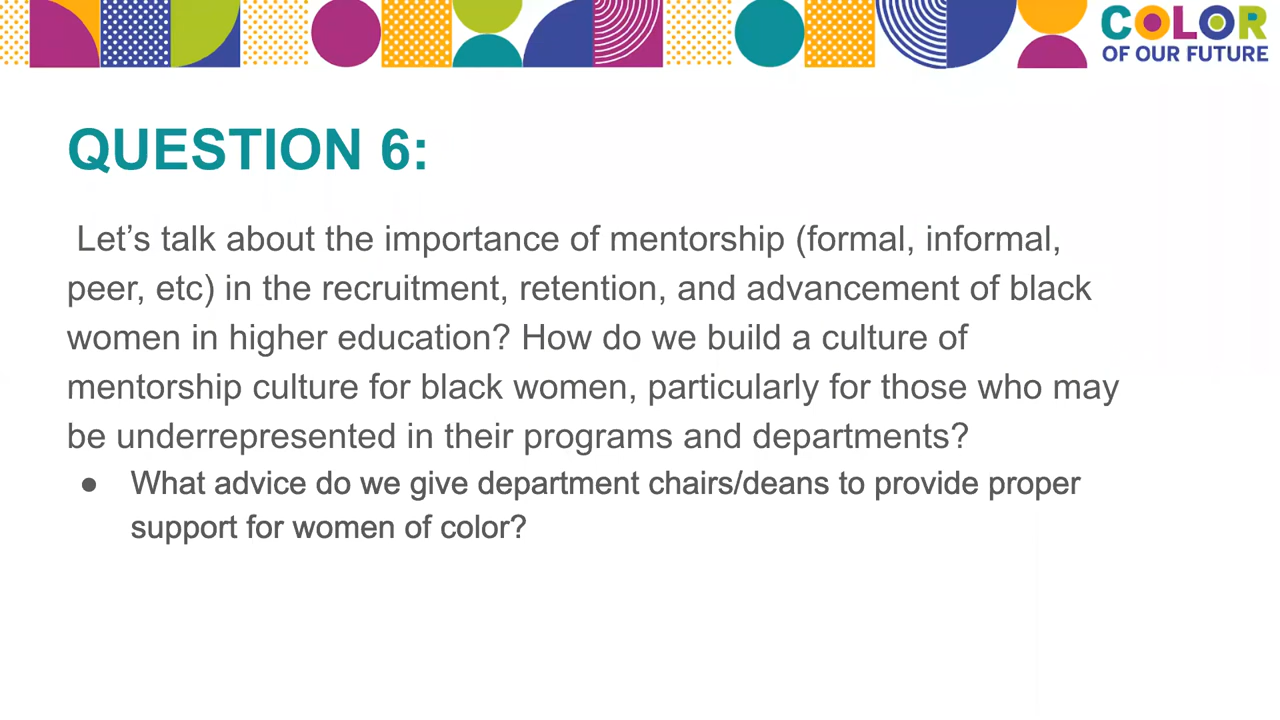 COLOR
OF OUR FUTURE
QUESTION 6:
Let’s talk about the importance of mentorship (formal, informal,
peer, etc) in the recruitment, retention, and advancement of black
women in higher education? How do we build a culture of
mentorship culture for black women, particularly for those who may
be underrepresented in their programs and departments?
● What advice do we give department chairs/deans to provide proper
support for women of color?